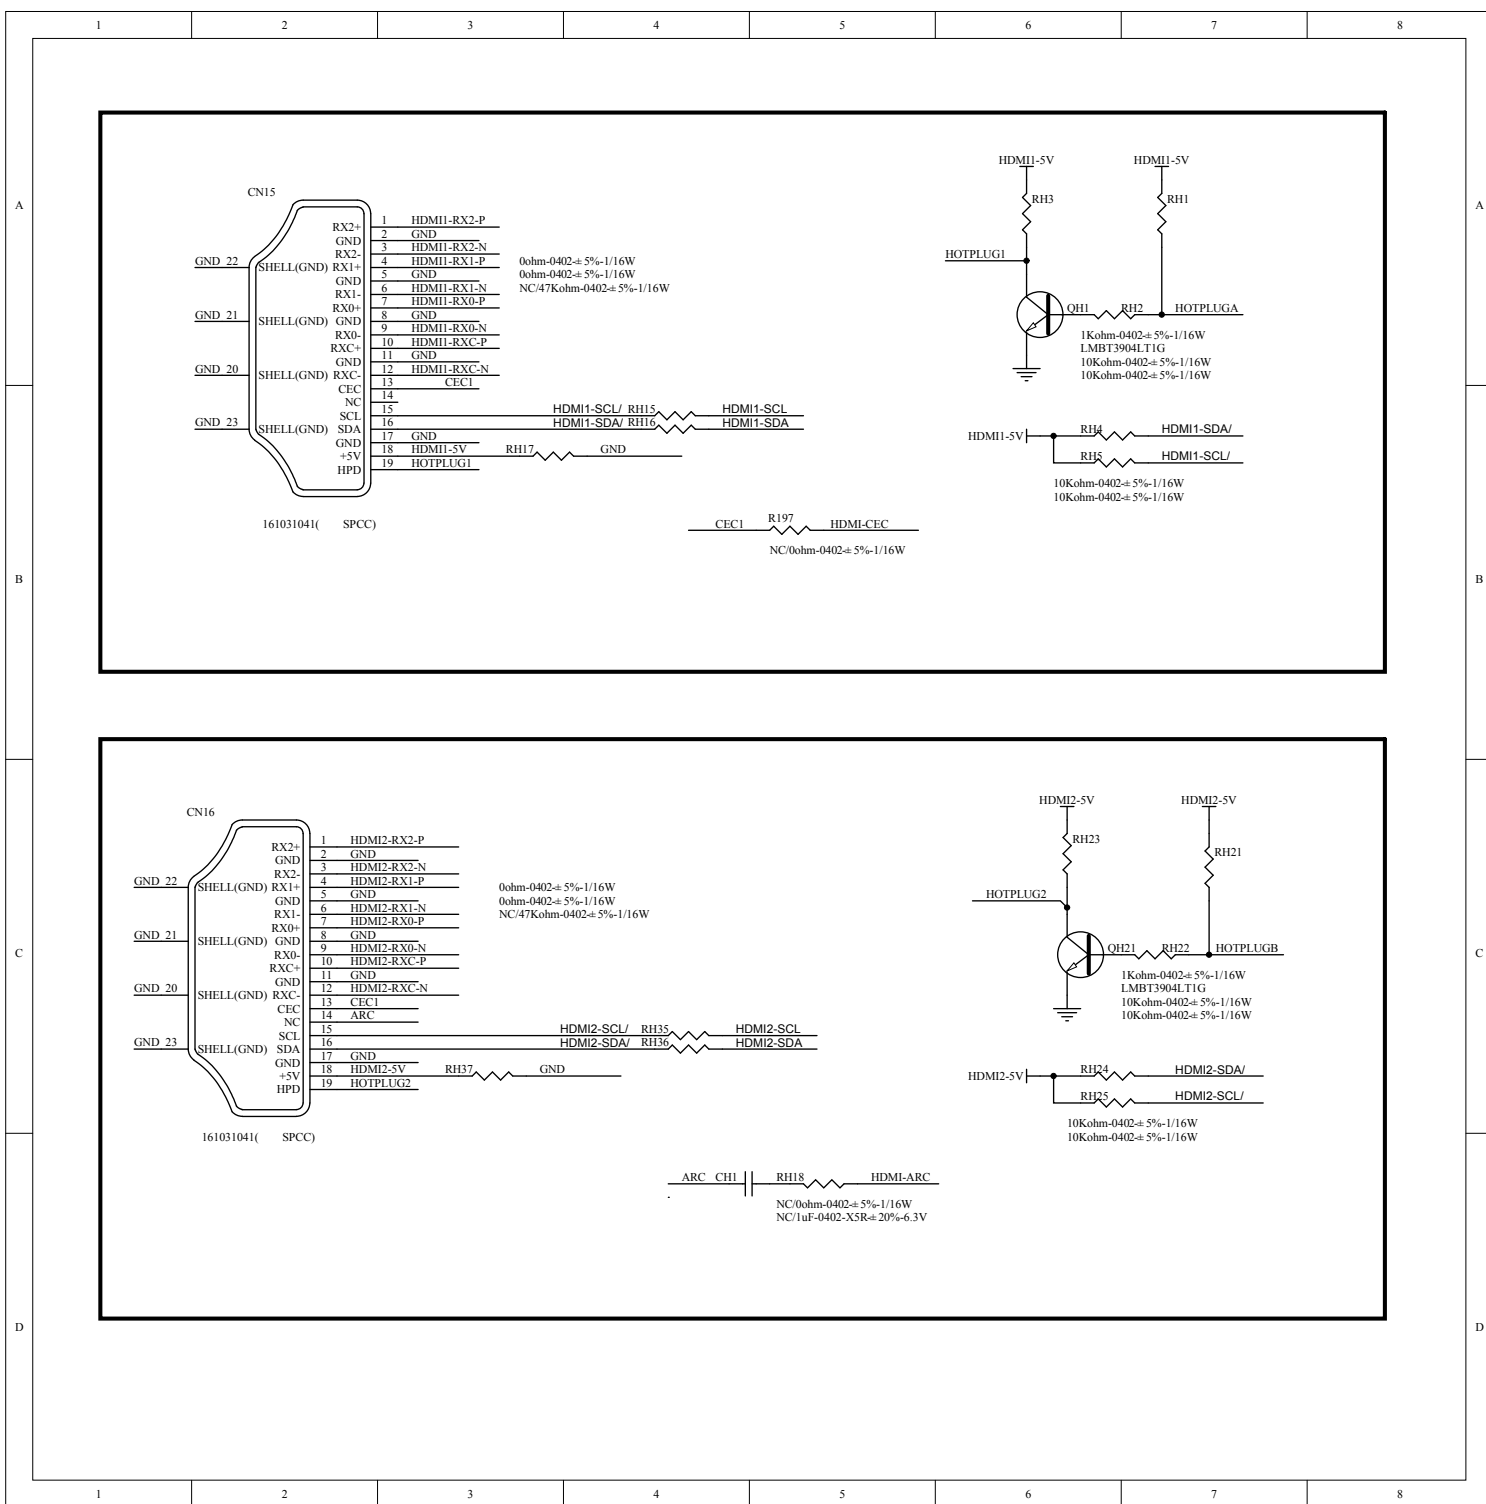 1 2 3 4 5 6 7 8
A A
B B
C C
D D
CN15
RX2+ 1 HDMI1-RX2-P
GND 2 GND
RX2- 3 HDMI1-RX2-N
GND 22 SHELL(GND) RX1+ 4 HDMI1-RX1-P
GND 5 GND
RX1- 6 HDMI1-RX1-N
RX0+ 7 HDMI1-RX0-P
GND 21 SHELL(GND) GND 8 GND
RX0- 9 HDMI1-RX0-N
RXC+ 10 HDMI1-RXC-P
GND 11 GND
GND 20 SHELL(GND) RXC- 12 HDMI1-RXC-N
CEC 13 CEC1
NC 14
SCL 15 HDMI1-SCL/ RH15 HDMI1-SCL
GND 23 SHELL(GND) SDA 16 HDMI1-SDA/ RH16 HDMI1-SDA
GND 17 GND
+5V 18 HDMI1-5V RH17 GND
HPD 19 HOTPLUG1
161031041( SPCC)
0ohm-0402-±5%-1/16W
0ohm-0402-±5%-1/16W
NC/47Kohm-0402-±5%-1/16W
CEC1 R197 HDMI-CEC
NC/0ohm-0402-±5%-1/16W
HDMI1-5V HDMI1-5V
RH3 RH1
HOTPLUG1
QH1 RH2 HOTPLUGA
1Kohm-0402-±5%-1/16W
LMBT3904LT1G
10Kohm-0402-±5%-1/16W
10Kohm-0402-±5%-1/16W
HDMI1-5V RH4 HDMI1-SDA/
RH5 HDMI1-SCL/
10Kohm-0402-±5%-1/16W
10Kohm-0402-±5%-1/16W
CN16
RX2+ 1 HDMI2-RX2-P
GND 2 GND
RX2- 3 HDMI2-RX2-N
GND 22 SHELL(GND) RX1+ 4 HDMI2-RX1-P
GND 5 GND
RX1- 6 HDMI2-RX1-N
RX0+ 7 HDMI2-RX0-P
GND 21 SHELL(GND) GND 8 GND
RX0- 9 HDMI2-RX0-N
RXC+ 10 HDMI2-RXC-P
GND 11 GND
GND 20 SHELL(GND) RXC- 12 HDMI2-RXC-N
CEC 13 CEC1
NC 14 ARC
SCL 15 HDMI2-SCL/ RH35 HDMI2-SCL
GND 23 SHELL(GND) SDA 16 HDMI2-SDA/ RH36 HDMI2-SDA
GND 17 GND
+5V 18 HDMI2-5V RH37 GND
HPD 19 HOTPLUG2
161031041( SPCC)
0ohm-0402-±5%-1/16W
0ohm-0402-±5%-1/16W
NC/47Kohm-0402-±5%-1/16W
ARC CH1 RH18 HDMI-ARC
NC/0ohm-0402-±5%-1/16W
NC/1uF-0402-X5R-±20%-6.3V
HDMI2-5V HDMI2-5V
RH23 RH21
HOTPLUG2
QH21 RH22 HOTPLUGB
1Kohm-0402-±5%-1/16W
LMBT3904LT1G
10Kohm-0402-±5%-1/16W
10Kohm-0402-±5%-1/16W
HDMI2-5V RH24 HDMI2-SDA/
RH25 HDMI2-SCL/
10Kohm-0402-±5%-1/16W
10Kohm-0402-±5%-1/16W
1 2 3 4 5 6 7 8